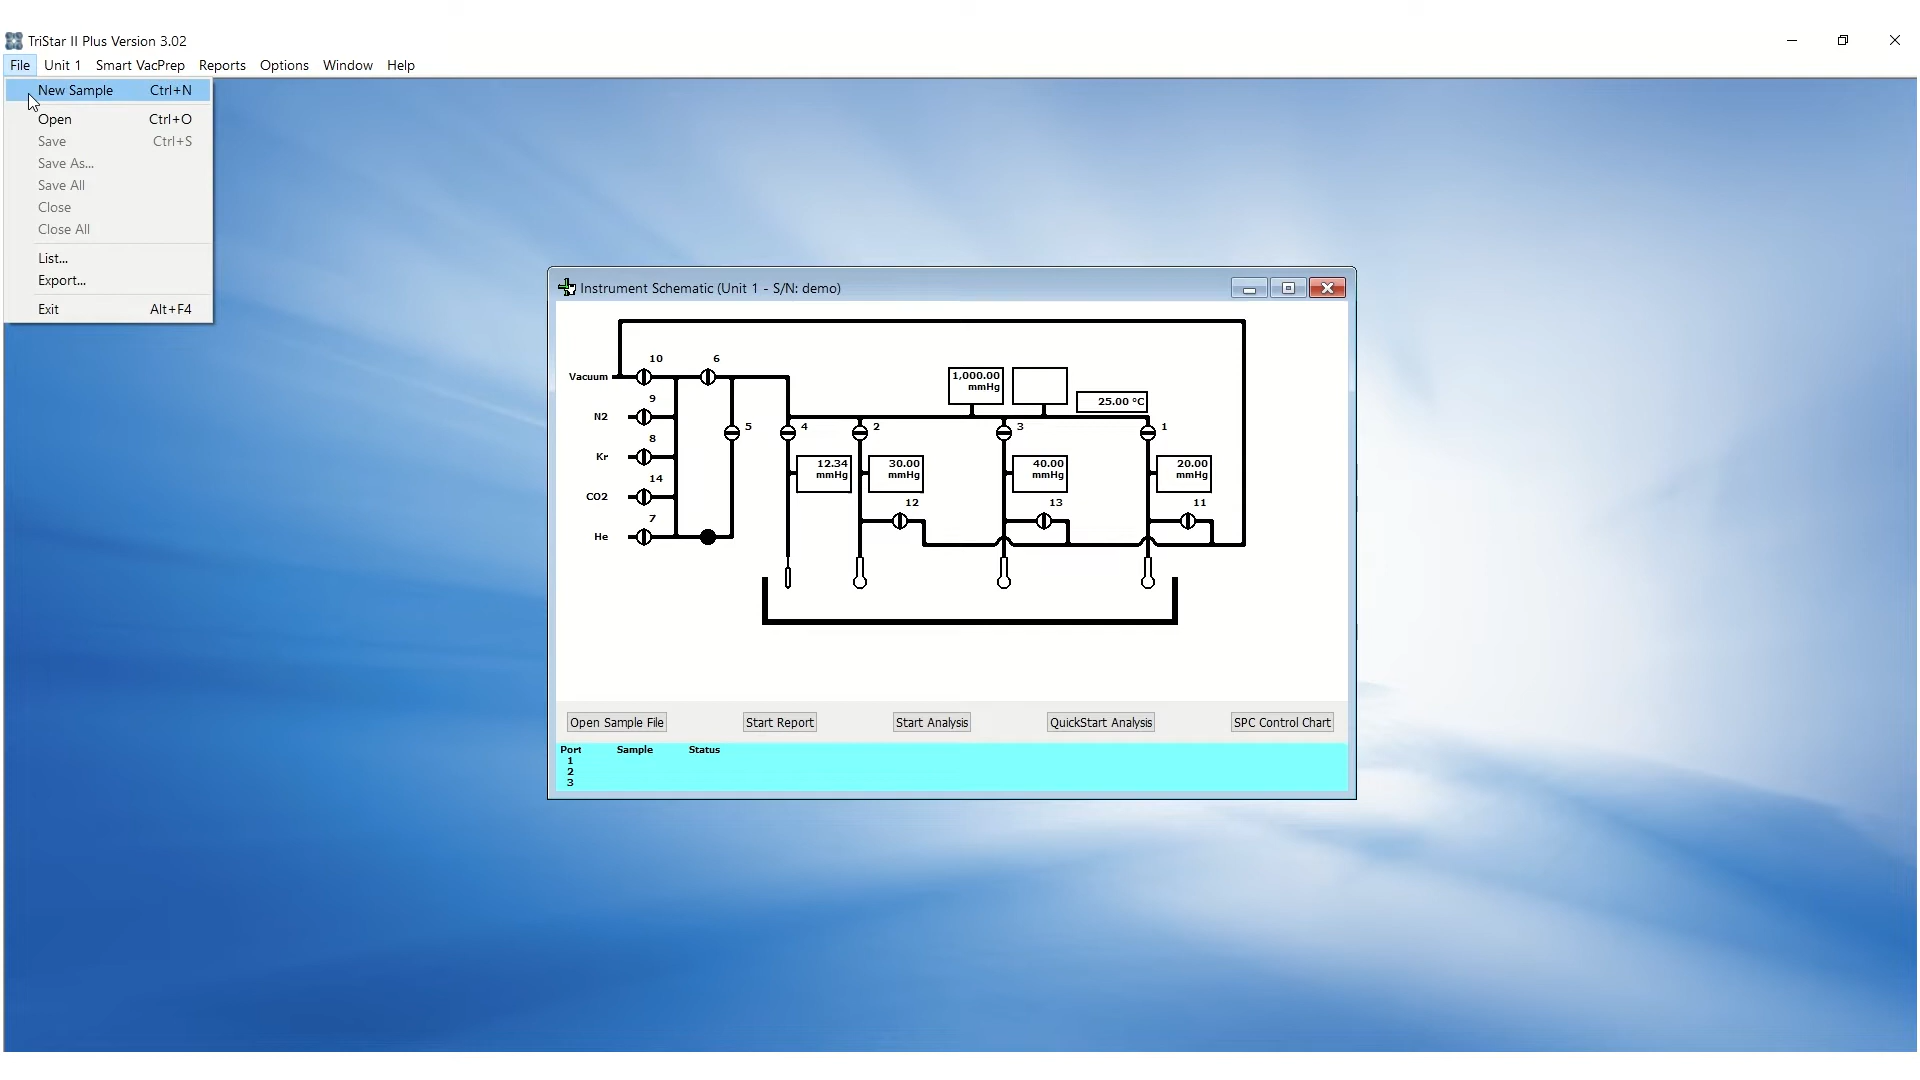 TriStar II Plus Version 3.02
File Unit 1 Smart VacPrep Reports Options Window Help
New Sample Ctrl+N
Open Ctrl+O
Save Ctrl+S
Save As...
Save All
Close
Close All
List...
Export...
Exit Alt+F4
Instrument Schematic (Unit 1 - S/N: demo)
10 6
Vacuum
9
N2
8
Kr
14
CO2
7
He
5
4
2
3
1
1,000.00
mmHg
25.00 °C
12.34
mmHg
30.00
mmHg
40.00
mmHg
20.00
mmHg
12
13
11
Open Sample File Start Report Start Analysis QuickStart Analysis SPC Control Chart
Port Sample Status
1
2
3